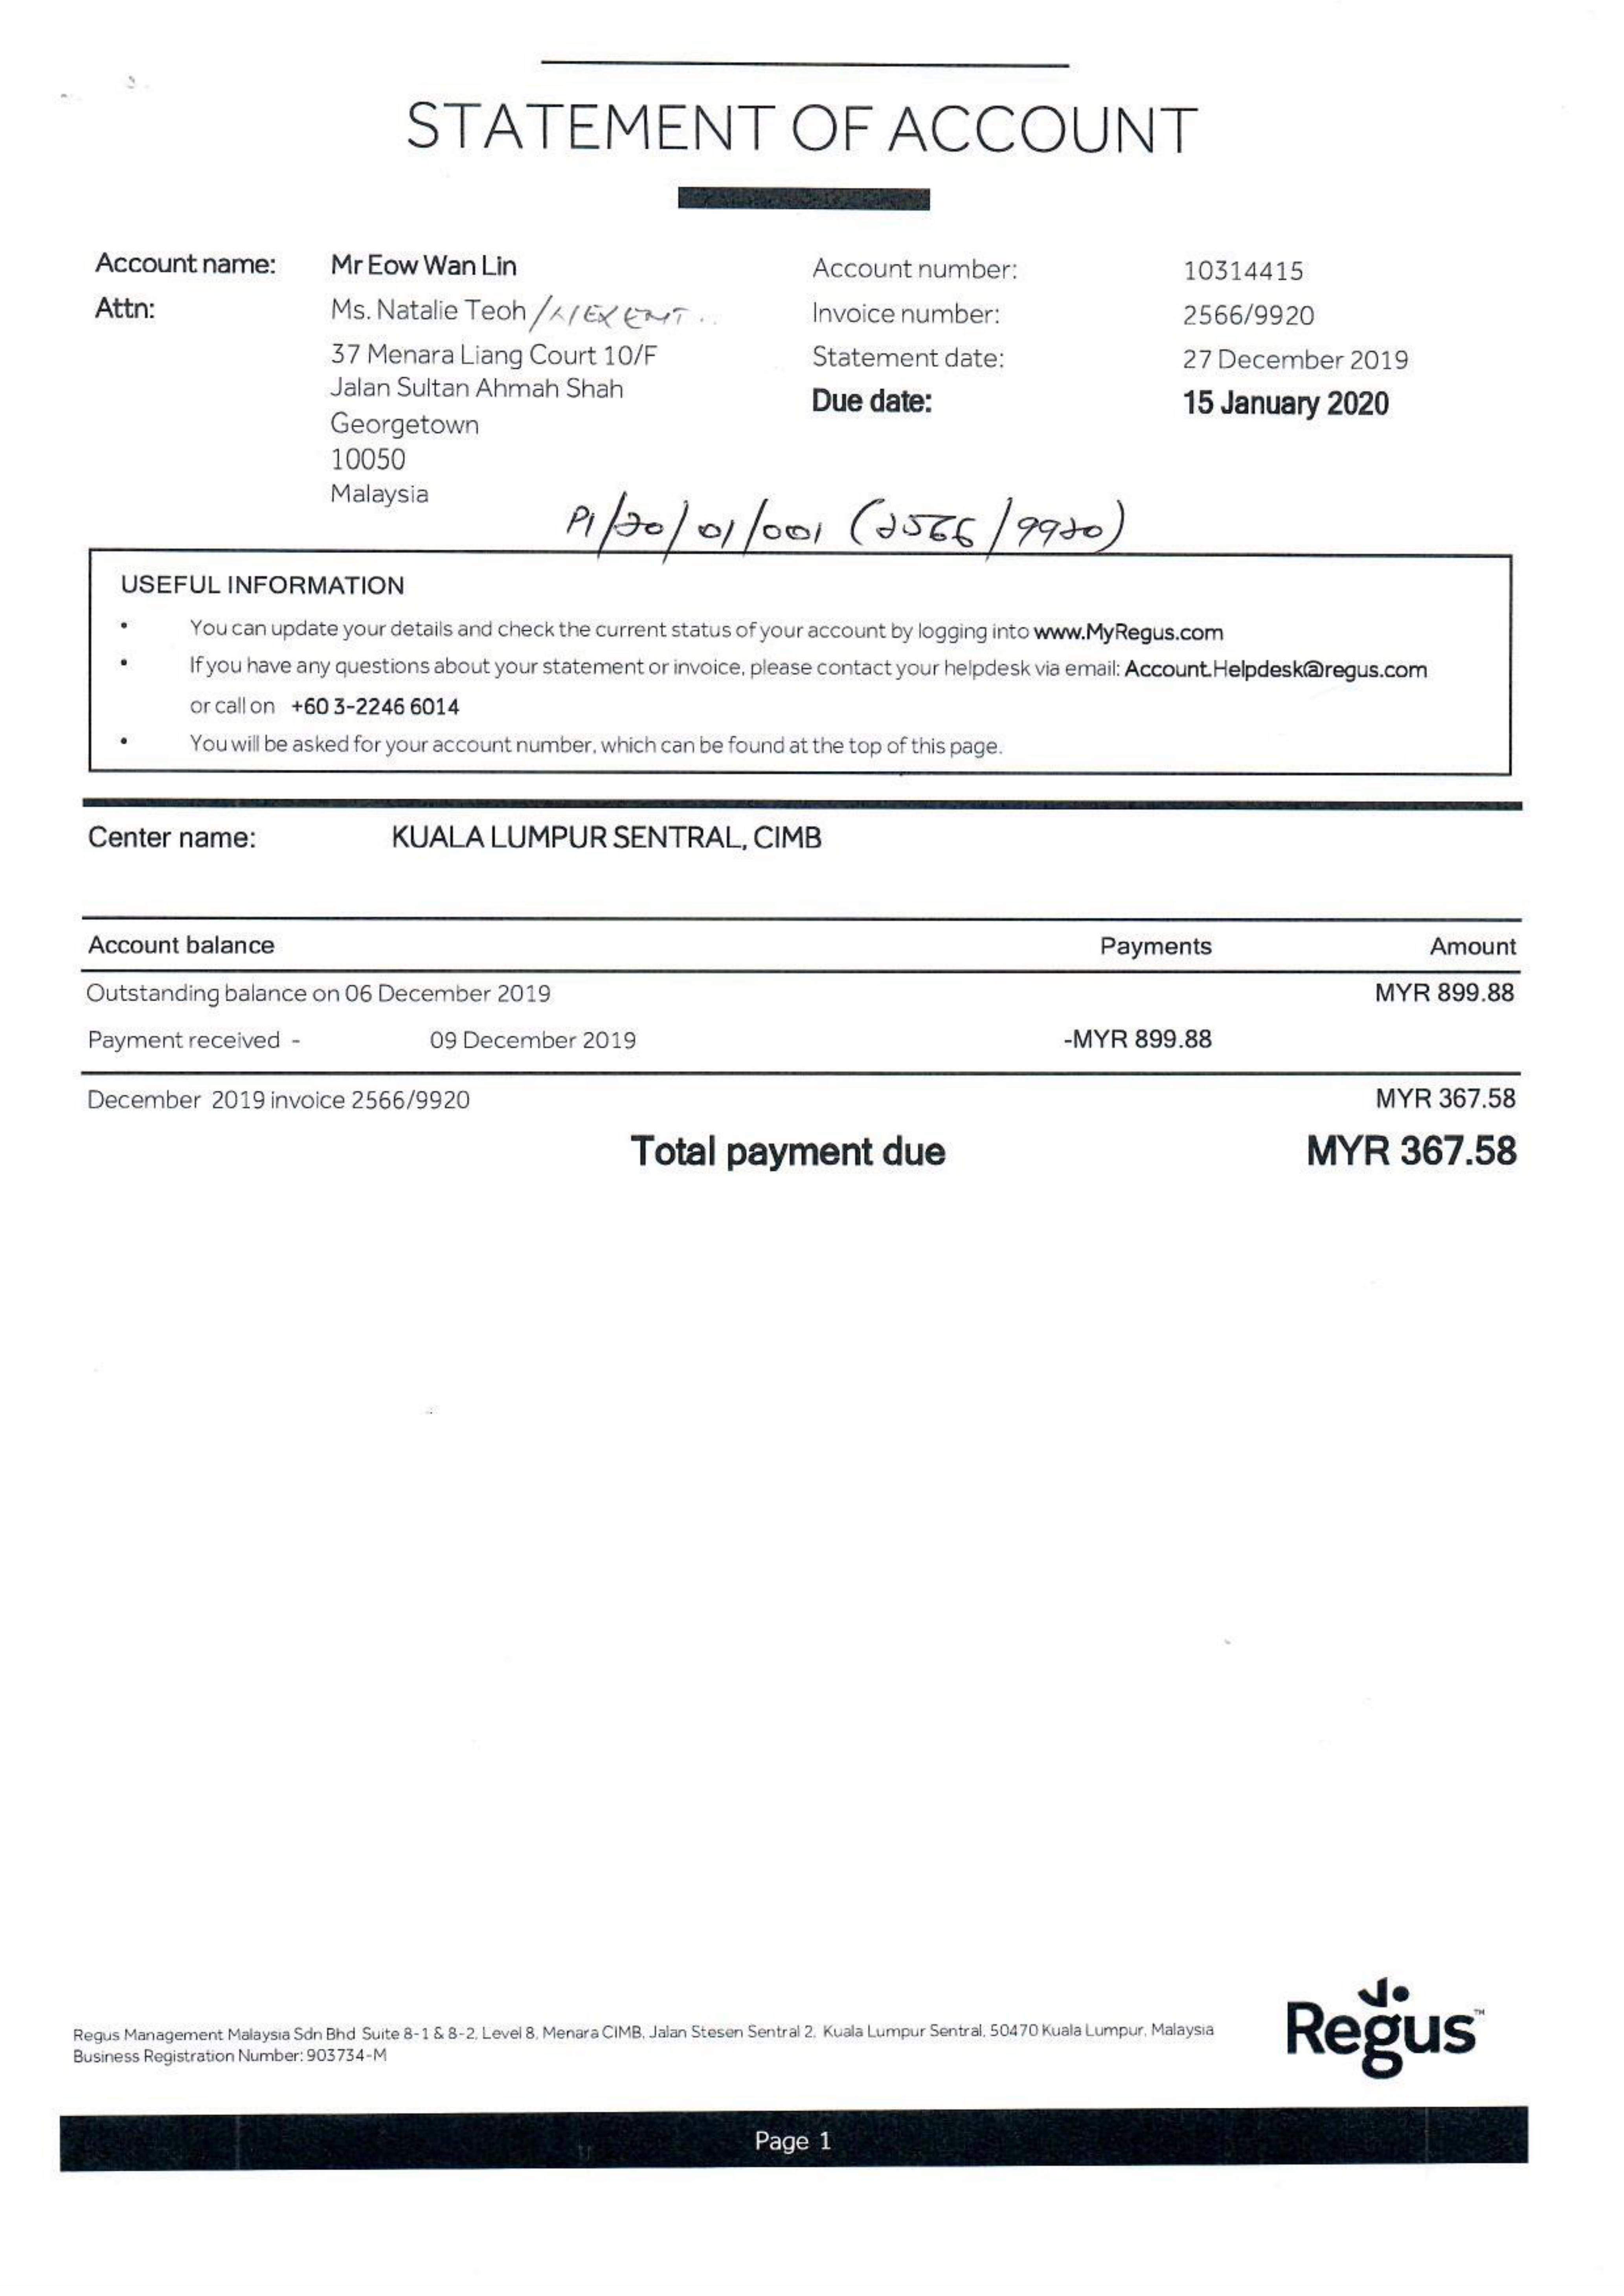 STATEMENT OF ACCOUNT
Account name: Mr Eow Wan Lin
Attn: Ms. Natalie Teoh /
37 Menara Liang Court 10/F
Jalan Sultan Ahmah Shah
Georgetown
10050
Malaysia
Account number: 10314415
Invoice number: 2566/9920
Statement date: 27 December 2019
Due date: 15 January 2020
PI/20/01/001 (2566/9920)
USEFUL INFORMATION
• You can update your details and check the current status of your account by logging into www.MyRegus.com
• If you have any questions about your statement or invoice, please contact your helpdesk via email: Account.Helpdesk@regus.com
or call on +60 3-2246 6014
• You will be asked for your account number, which can be found at the top of this page.
Center name: KUALA LUMPUR SENTRAL, CIMB
Account balance Payments Amount
Outstanding balance on 06 December 2019 MYR 899.88
Payment received - 09 December 2019 -MYR 899.88
December 2019 invoice 2566/9920 MYR 367.58
Total payment due MYR 367.58
Regus Management Malaysia Sdn Bhd Suite 8-1 & 8-2, Level 8, Menara CIMB, Jalan Stesen Sentral 2, Kuala Lumpur Sentral, 50470 Kuala Lumpur, Malaysia
Business Registration Number: 903734-M
Regus™
Page 1